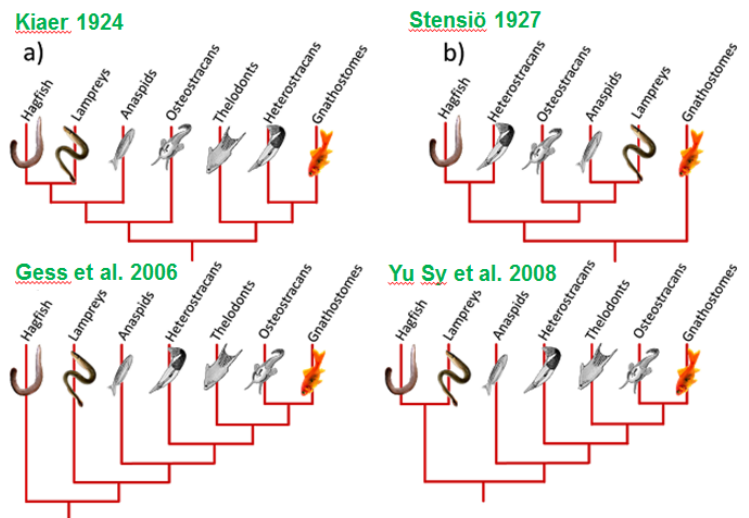 Kiaer 1924
a)
Hagfish
Lampreys
Anaspids
Osteostracans
Thelodonts
Heterostracans
Gnathostomes
Stensiö 1927
b)
Hagfish
Heterostracans
Osteostracans
Anaspids
Lampreys
Gnathostomes
Gess et al. 2006
Hagfish
Lampreys
Anaspids
Heterostracans
Thelodonts
Osteostracans
Gnathostomes
Yu Sy et al. 2008
Hagfish
Lampreys
Anaspids
Heterostracans
Thelodonts
Osteostracans
Gnathostomes